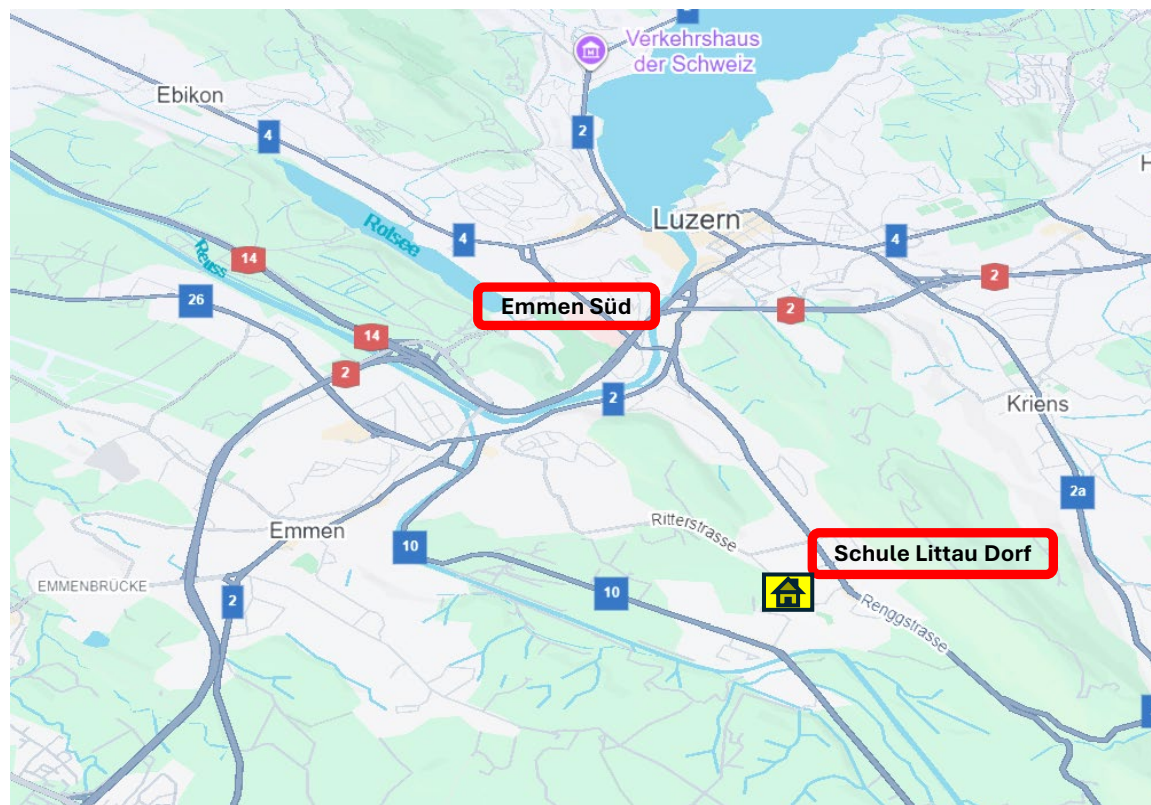 Verkehrshaus
der Schweiz
Ebikon
4
2
H
Luzern
Rotsee
4
4
Reuss
14
2
26
Emmen Süd
2
14
2
2
Kriens
2a
Ritterstrasse
Emmen
10
Schule Littau Dorf
EMMENBRÜCKE
2
10
Renggstrasse